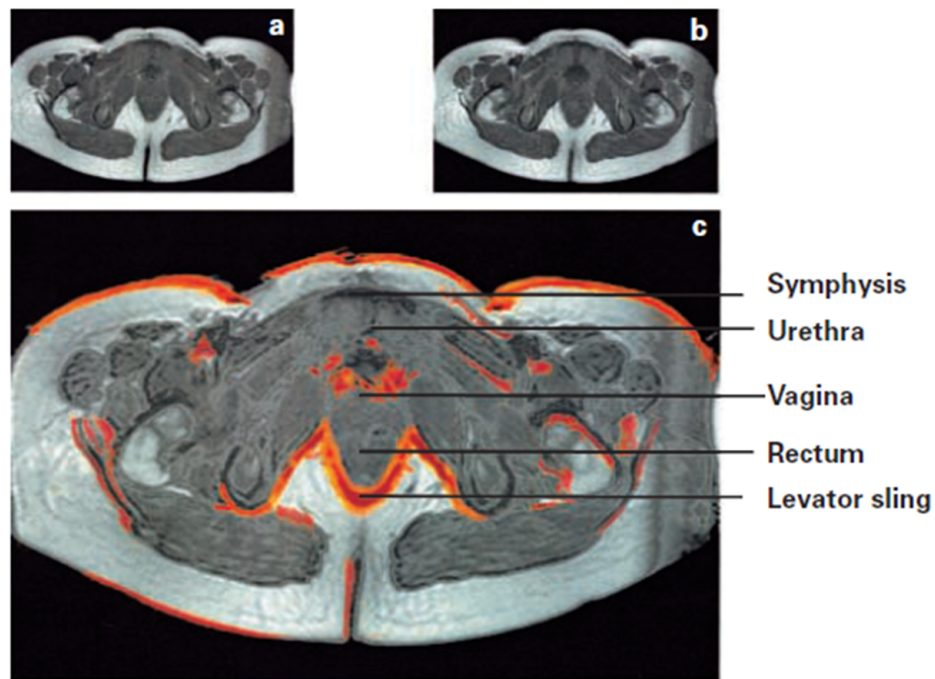 a
b
c
Symphysis
Urethra
Vagina
Rectum
Levator sling